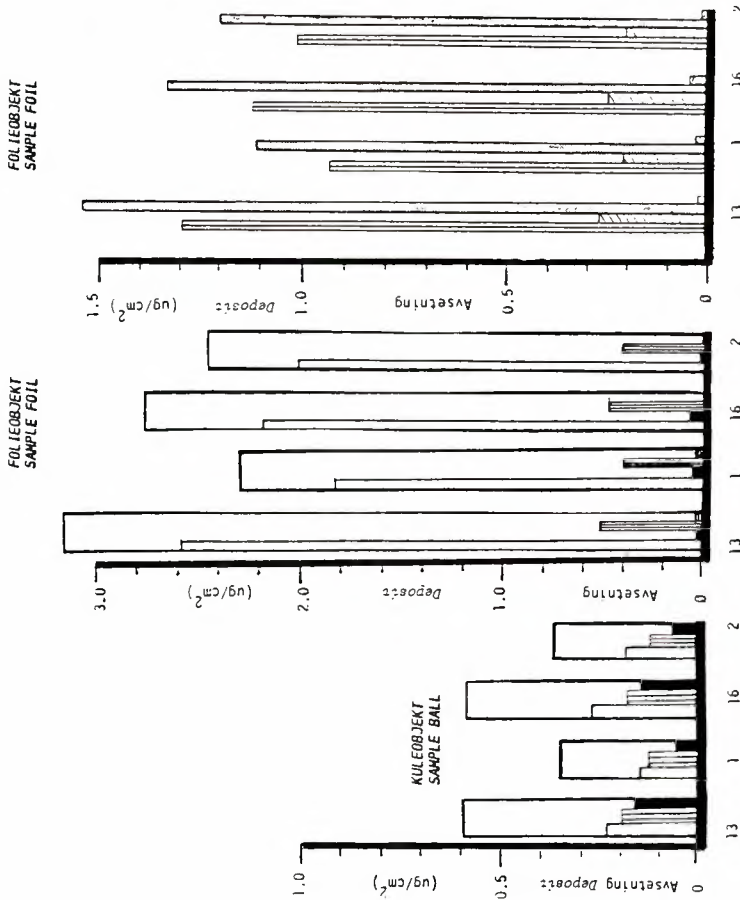 FOLIEOBJEKT
SAMPLE FOIL
1.5
1.0
0.5
0
Avsetning Deposit (ug/cm²)
13 1 16 2
FOLIEOBJEKT
SAMPLE FOIL
3.0
2.0
1.0
0
Avsetning Deposit (ug/cm²)
13 1 16 2
KULEOBJEKT
SAMPLE BALL
1.0
0.5
0
Avsetning Deposit (ug/cm²)
13 1 16 2